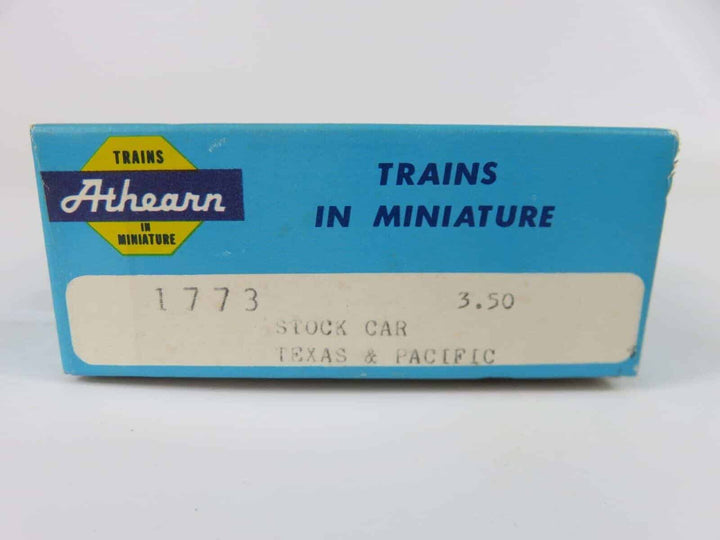 TRAINS
Athearn
IN
MINIATURE
TRAINS
IN MINIATURE
1773 3.50
STOCK CAR
TEXAS & PACIFIC